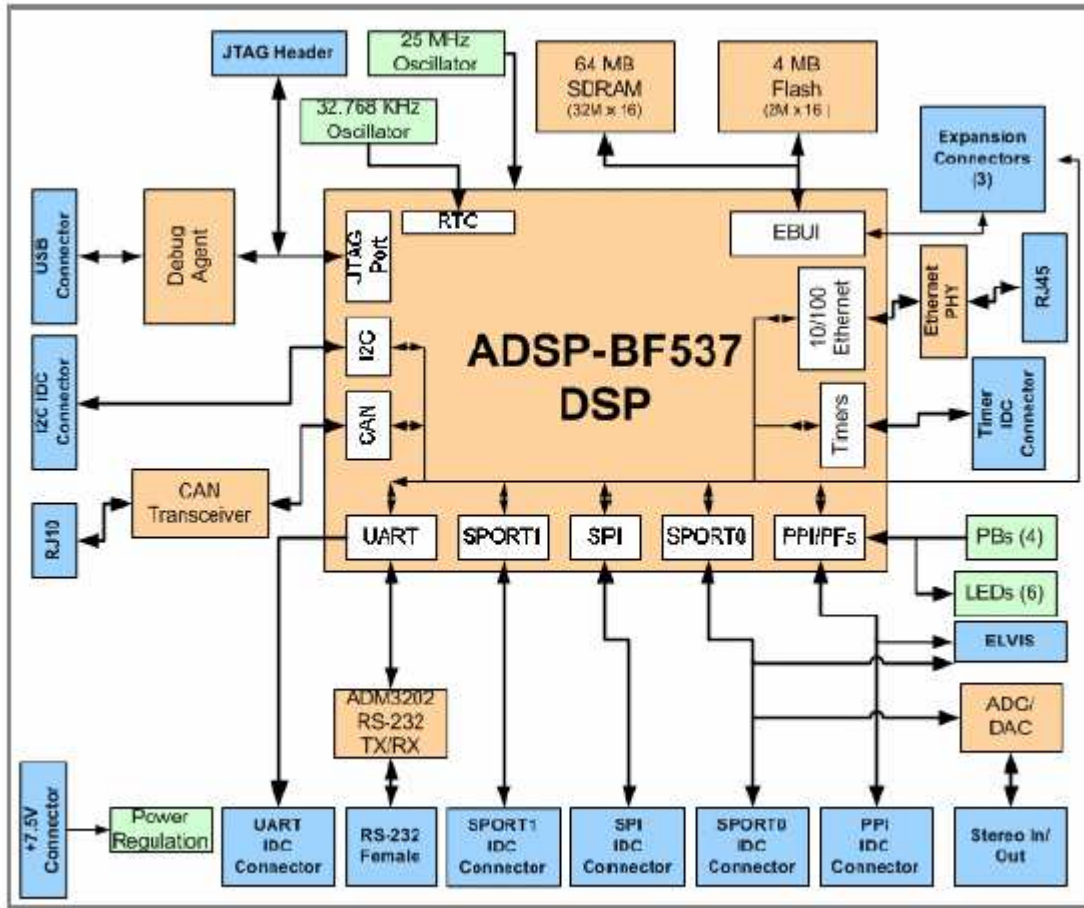 JTAG Header
25 MHz
Oscillator
64 MB
SDRAM
(32M x 16)
4 MB
Flash
(2M x 16 )
32.768 KHz
Oscillator
Expansion
Connectors
(3)
RTC
EBUI
USB
Connector
Debug
Agent
JTAG
Port
10/100
Ethernet
Ethernet
PHY
RJ45
I2C IDC
Connector
I2C
ADSP-BF537
DSP
CAN
Timers
Timer
IDC
Connector
RJ10
CAN
Transceiver
UART
SPORT1
SPI
SPORT0
PPI/PFs
PBs (4)
LEDs (6)
ELVIS
ADM3202
RS-232
TX/RX
ADC/
DAC
+7.5V
Connector
Power
Regulation
UART
IDC
Connector
RS-232
Female
SPORT1
IDC
Connector
SPI
IDC
Connector
SPORT0
IDC
Connector
PPI
IDC
Connector
Stereo In/
Out